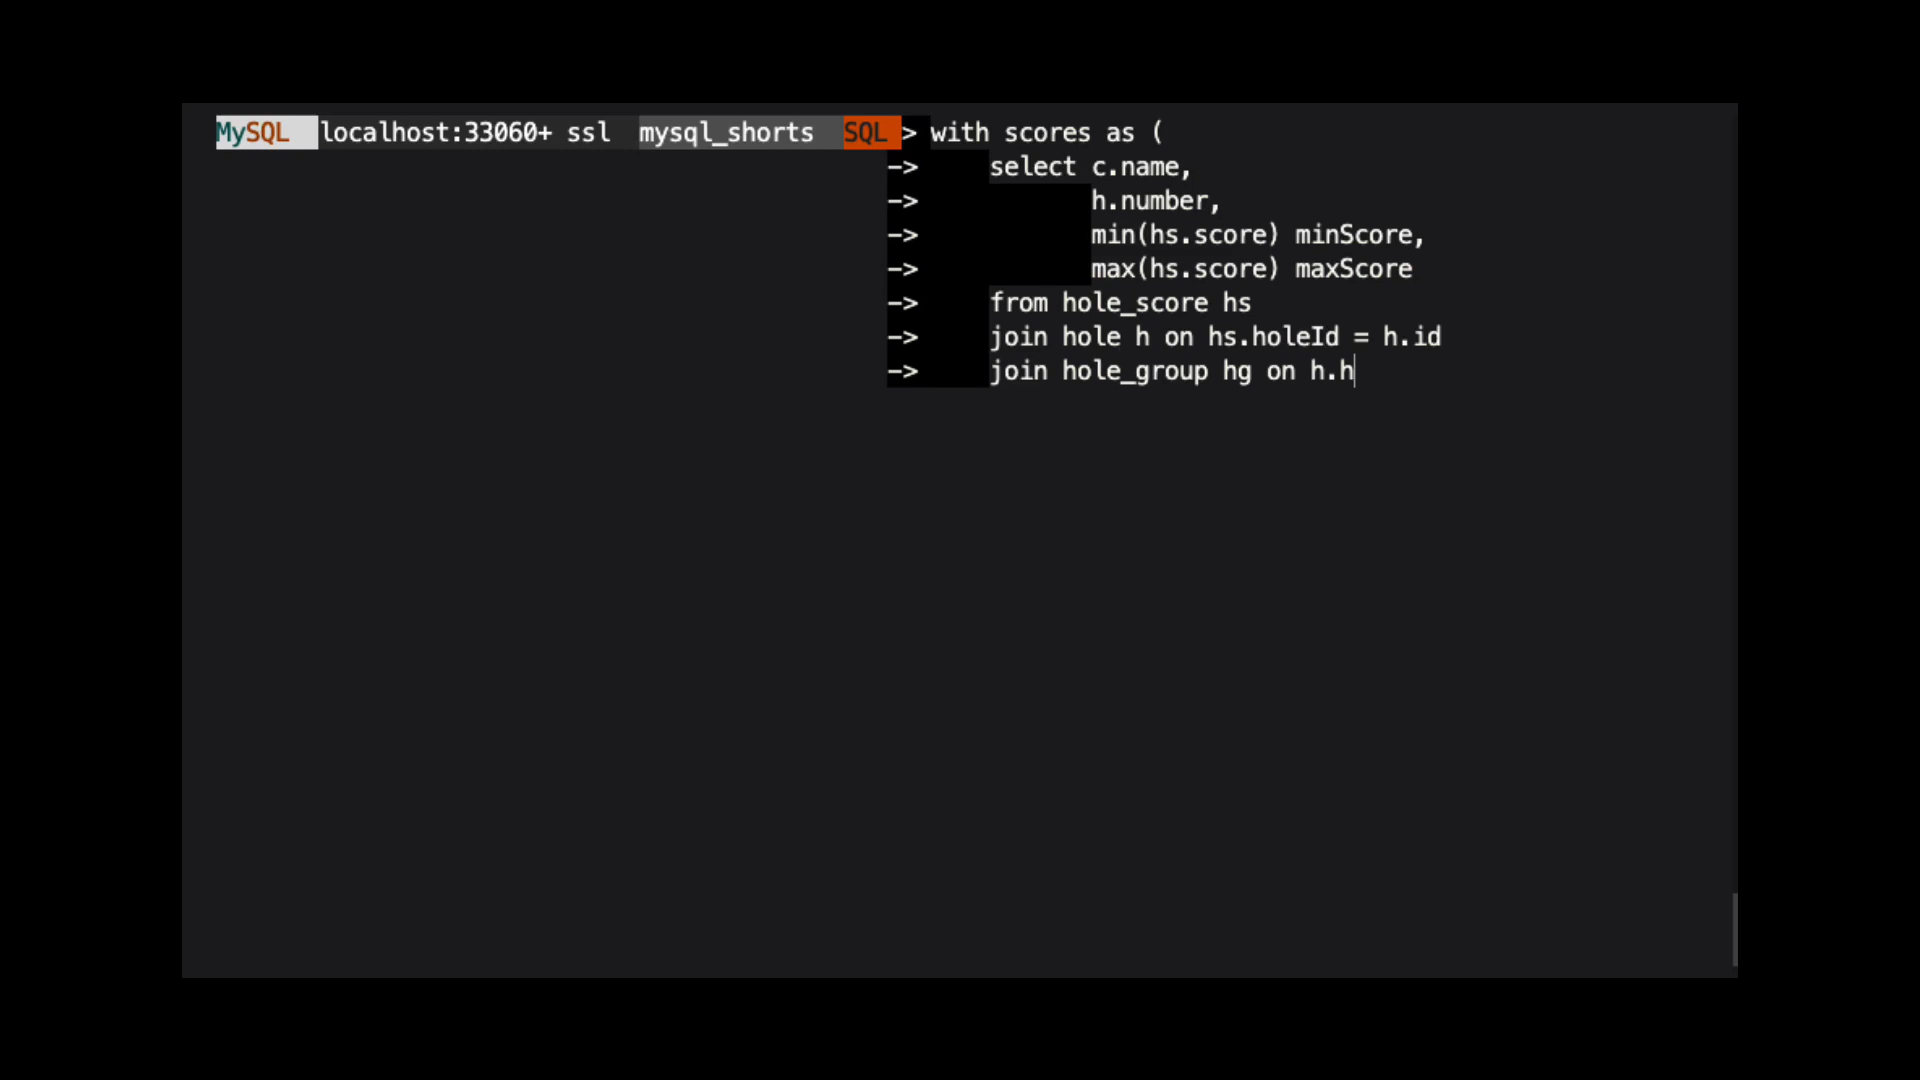 MySQL localhost:33060+ ssl mysql_shorts SQL > with scores as (
-> select c.name,
-> h.number,
-> min(hs.score) minScore,
-> max(hs.score) maxScore
-> from hole_score hs
-> join hole h on hs.holeId = h.id
-> join hole_group hg on h.h